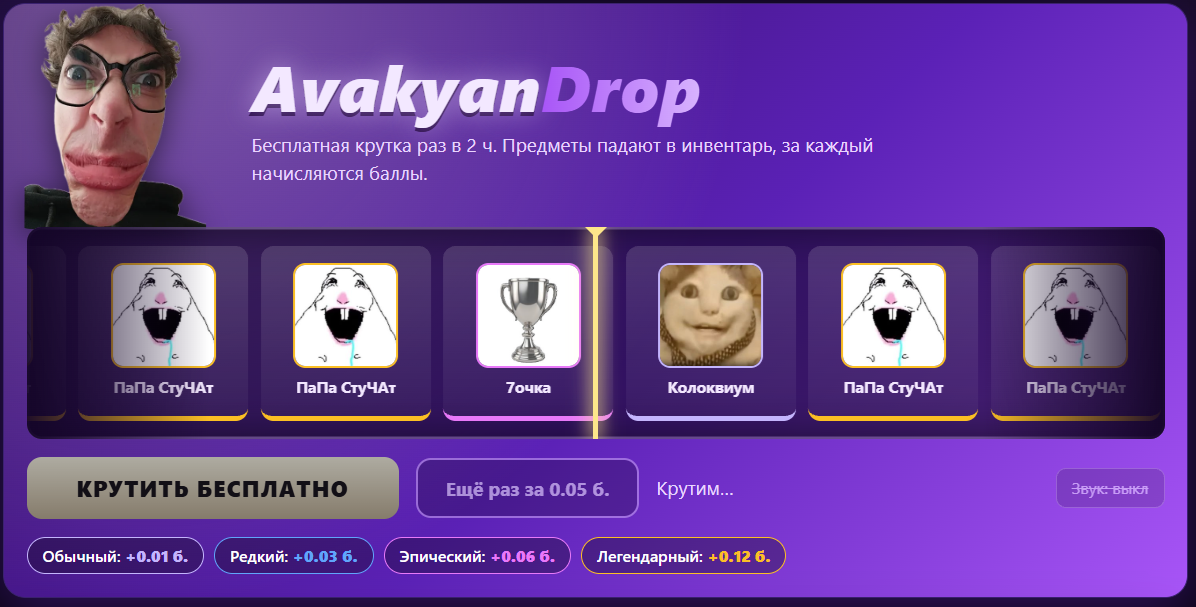 AvakyanDrop
Бесплатная крутка раз в 2 ч. Предметы падают в инвентарь, за каждый
начисляются баллы.
ПаПа СтуЧАт
ПаПа СтуЧАт
7очка
Колоквиум
ПаПа СтуЧАт
ПаПа СтуЧАт
КРУТИТЬ БЕСПЛАТНО
Ещё раз за 0.05 б.
Крутим...
Звук: выкл
Обычный: +0.01 б.
Редкий: +0.03 б.
Эпический: +0.06 б.
Легендарный: +0.12 б.